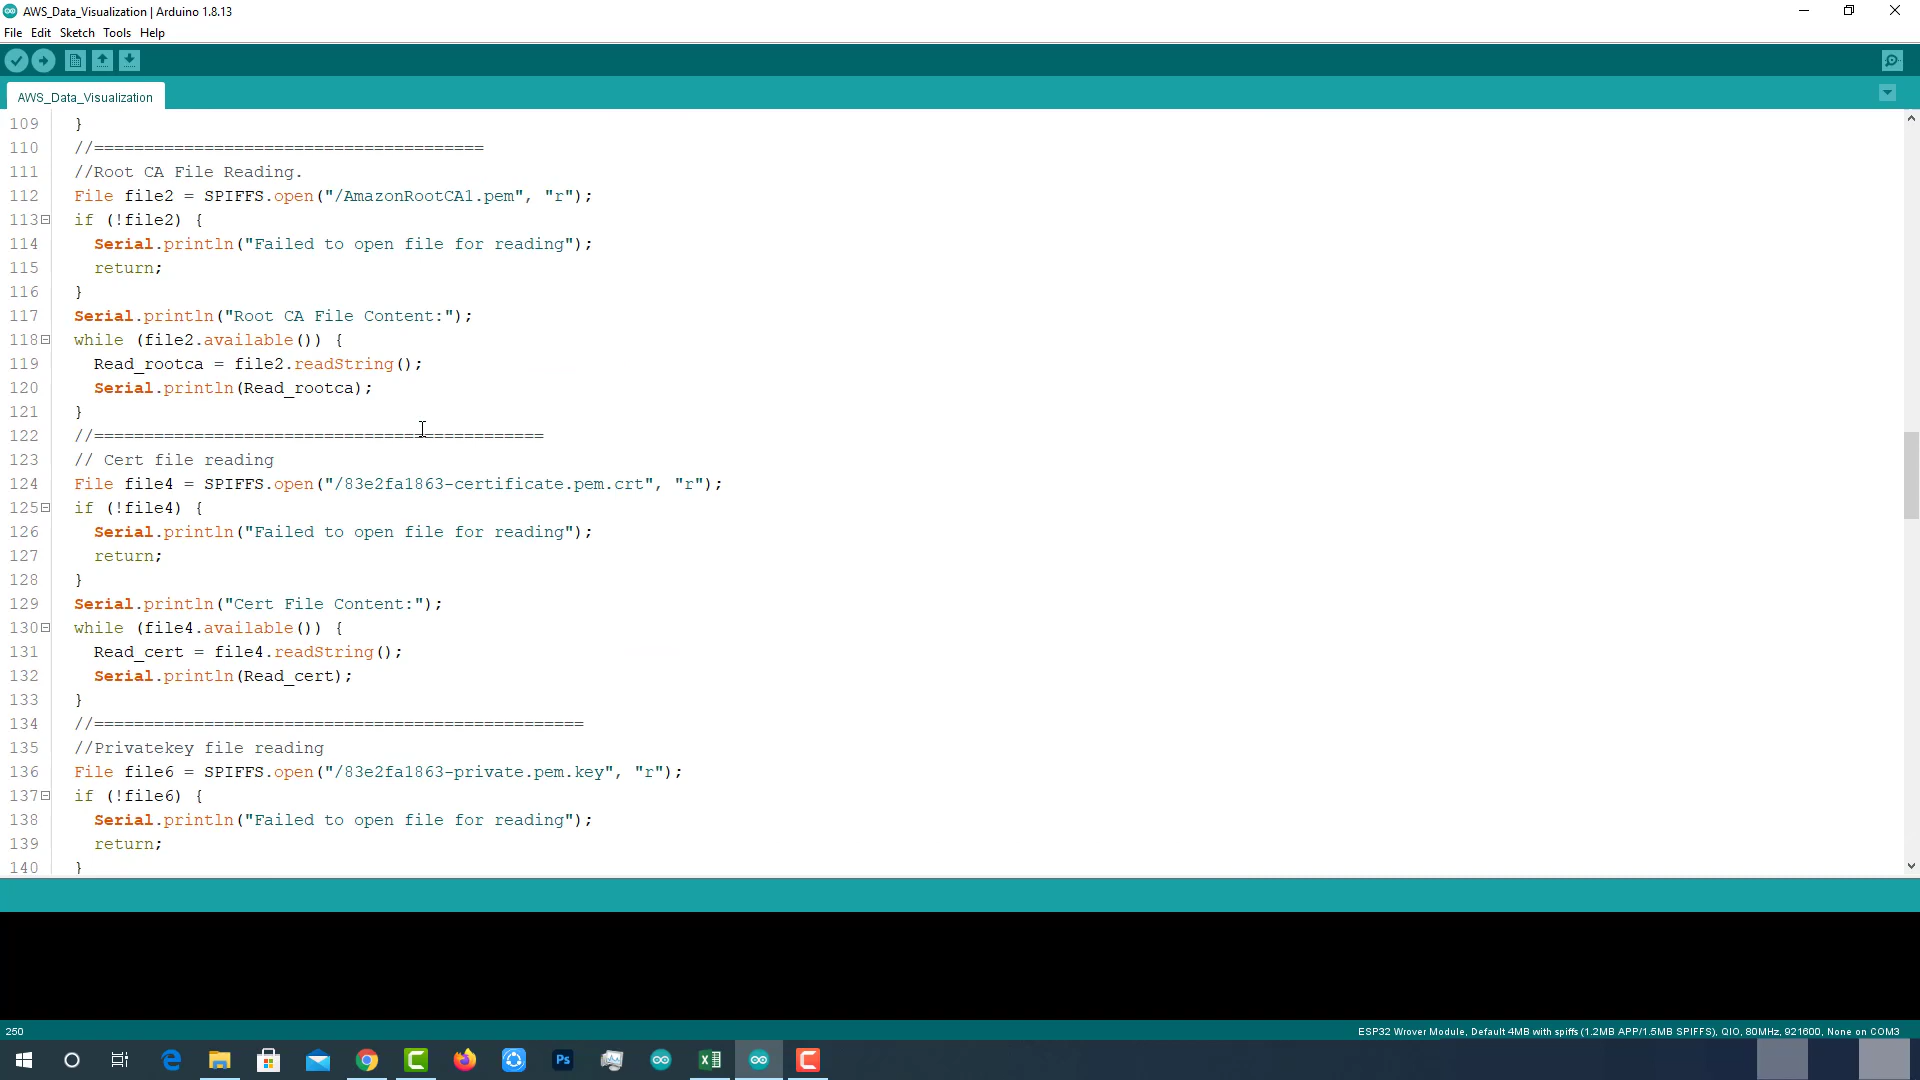 AWS_Data_Visualization | Arduino 1.8.13
File Edit Sketch Tools Help
AWS_Data_Visualization
109 }
110 //=======================================
111 //Root CA File Reading.
112 File file2 = SPIFFS.open("/AmazonRootCA1.pem", "r");
113 if (!file2) {
114 Serial.println("Failed to open file for reading");
115 return;
116 }
117 Serial.println("Root CA File Content:");
118 while (file2.available()) {
119 Read_rootca = file2.readString();
120 Serial.println(Read_rootca);
121 }
122 //=============================================
123 // Cert file reading
124 File file4 = SPIFFS.open("/83e2fa1863-certificate.pem.crt", "r");
125 if (!file4) {
126 Serial.println("Failed to open file for reading");
127 return;
128 }
129 Serial.println("Cert File Content:");
130 while (file4.available()) {
131 Read_cert = file4.readString();
132 Serial.println(Read_cert);
133 }
134 //=================================================
135 //Privatekey file reading
136 File file6 = SPIFFS.open("/83e2fa1863-private.pem.key", "r");
137 if (!file6) {
138 Serial.println("Failed to open file for reading");
139 return;
140 }
250
ESP32 Wrover Module, Default 4MB with spiffs (1.2MB APP/1.5MB SPIFFS), QIO, 80MHz, 921600, None on COM3
Ps